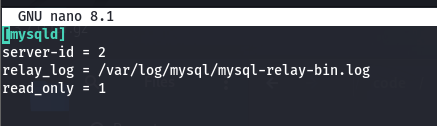 GNU nano 8.1
[mysqld]
server-id = 2
relay_log = /var/log/mysql/mysql-relay-bin.log
read_only = 1